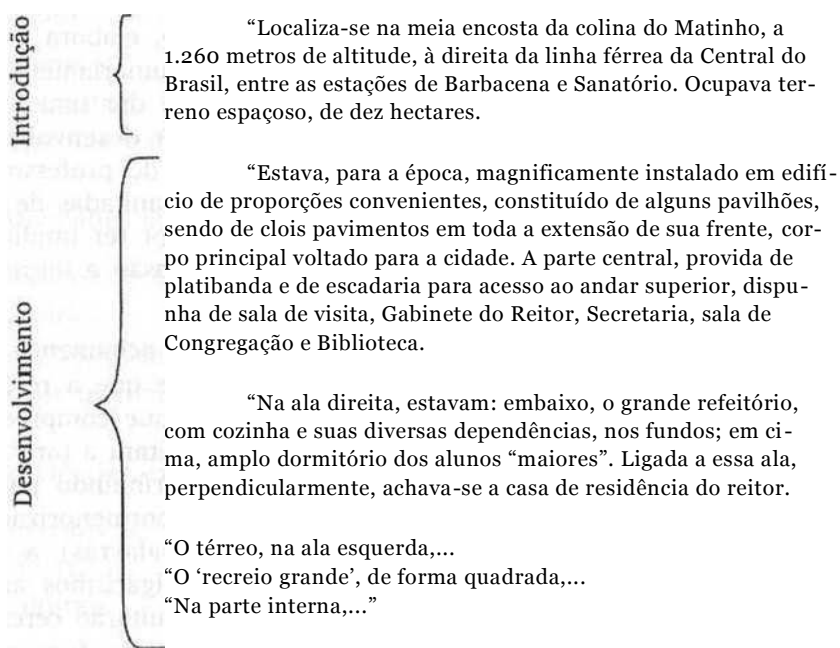 Introdução
“Localiza-se na meia encosta da colina do Matinho, a
1.260 metros de altitude, à direita da linha férrea da Central do
Brasil, entre as estações de Barbacena e Sanatório. Ocupava ter-
reno espaçoso, de dez hectares.
Desenvolvimento
“Estava, para a época, magnificamente instalado em edifí-
cio de proporções convenientes, constituído de alguns pavilhões,
sendo de clois pavimentos em toda a extensão de sua frente, cor-
po principal voltado para a cidade. A parte central, provida de
platibanda e de escadaria para acesso ao andar superior, dispu-
nha de sala de visita, Gabinete do Reitor, Secretaria, sala de
Congregação e Biblioteca.
“Na ala direita, estavam: embaixo, o grande refeitório,
com cozinha e suas diversas dependências, nos fundos; em ci-
ma, amplo dormitório dos alunos “maiores”. Ligada a essa ala,
perpendicularmente, achava-se a casa de residência do reitor.
“O térreo, na ala esquerda,...
“O ‘recreio grande’, de forma quadrada,...
“Na parte interna,...”